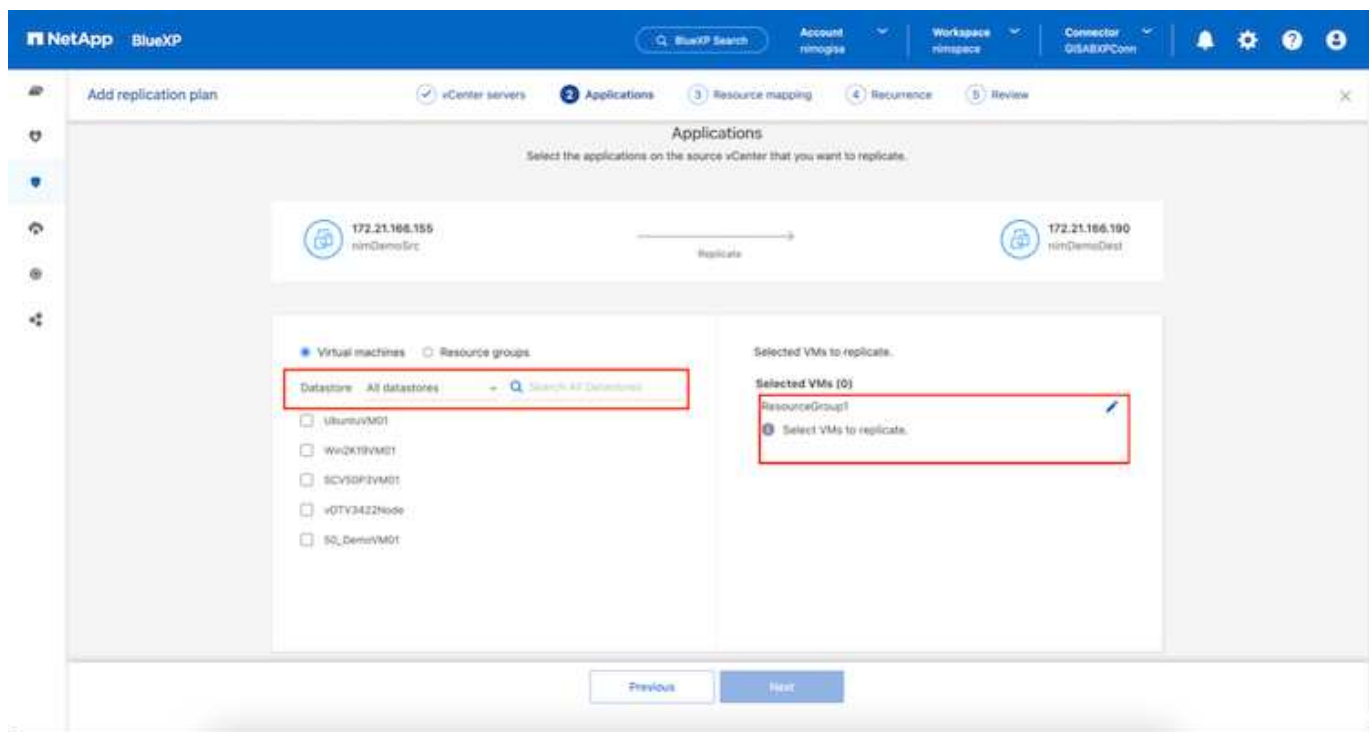 NetApp BlueXP
BlueXP Search
Account
nimogisa
Workspace
nimspace
Connector
GISABXPConn
Add replication plan
vCenter servers
2 Applications
3 Resource mapping
4 Recurrence
5 Review
Applications
Select the applications on the source vCenter that you want to replicate.
172.21.166.155
nimDemoSrc
Replicate
172.21.166.190
nimDemoDest
Virtual machines
Resource groups
Datastore All datastores
Search All Datastores
UbuntuVM01
Win2K19VM01
SCV50P3VM01
vOTV3422Node
50_DemoVM01
Selected VMs to replicate.
Selected VMs (0)
ResourceGroup1
Select VMs to replicate.
Previous
Next